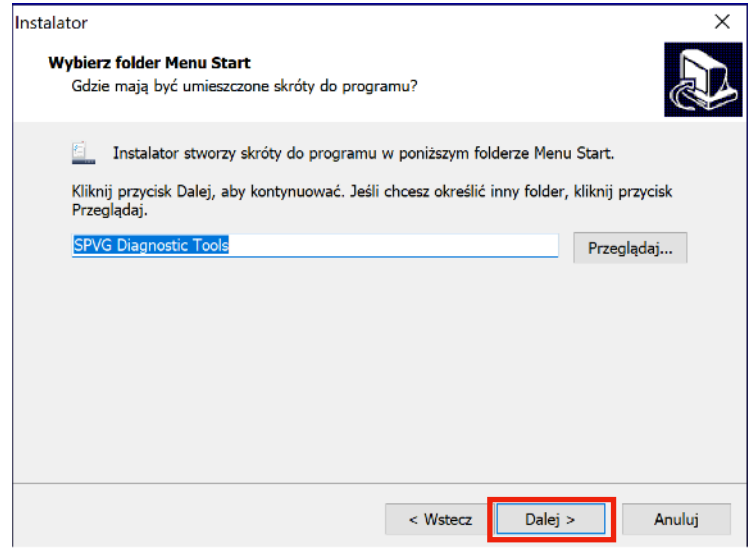 Instalator
Wybierz folder Menu Start
Gdzie mają być umieszczone skróty do programu?
Instalator stworzy skróty do programu w poniższym folderze Menu Start.
Kliknij przycisk Dalej, aby kontynuować. Jeśli chcesz określić inny folder, kliknij przycisk
Przeglądaj.
SPVG Diagnostic Tools
Przeglądaj...
< Wstecz
Dalej >
Anuluj